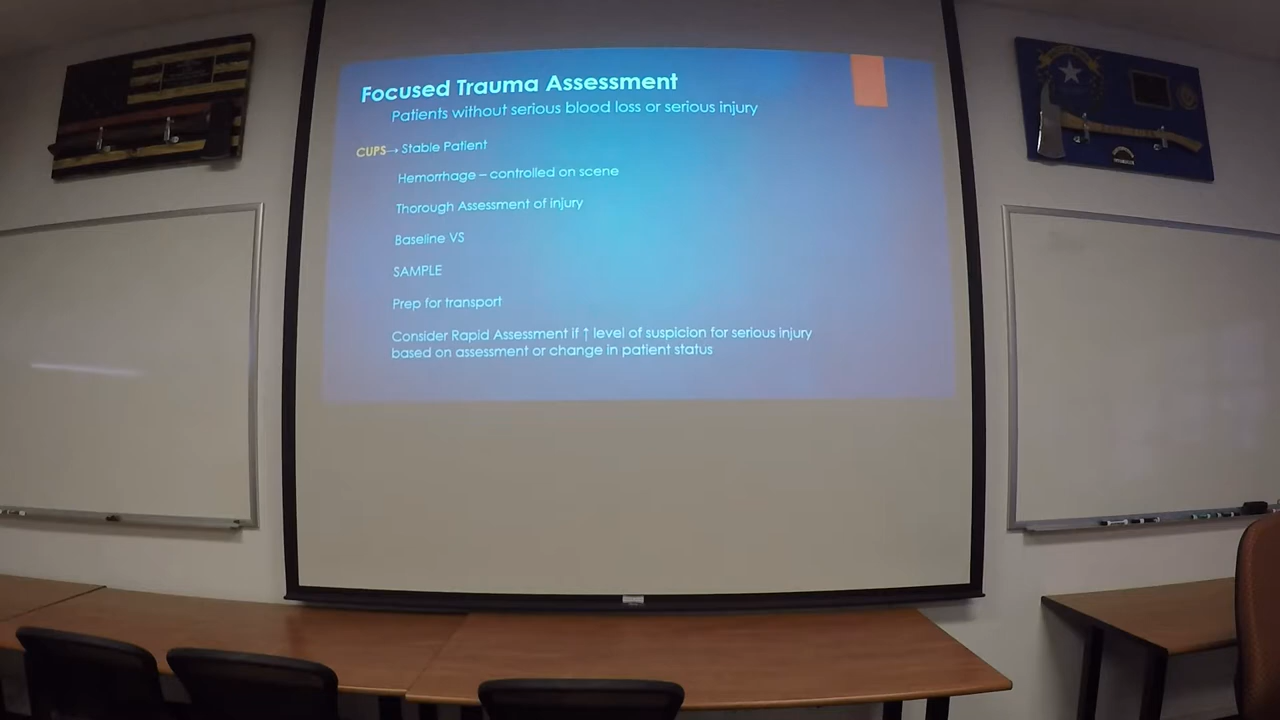 Focused Trauma Assessment
Patients without serious blood loss or serious injury
CUPS→ Stable Patient
Hemorrhage – controlled on scene
Thorough Assessment of injury
Baseline VS
SAMPLE
Prep for transport
Consider Rapid Assessment if ↑ level of suspicion for serious injury
based on assessment or change in patient status